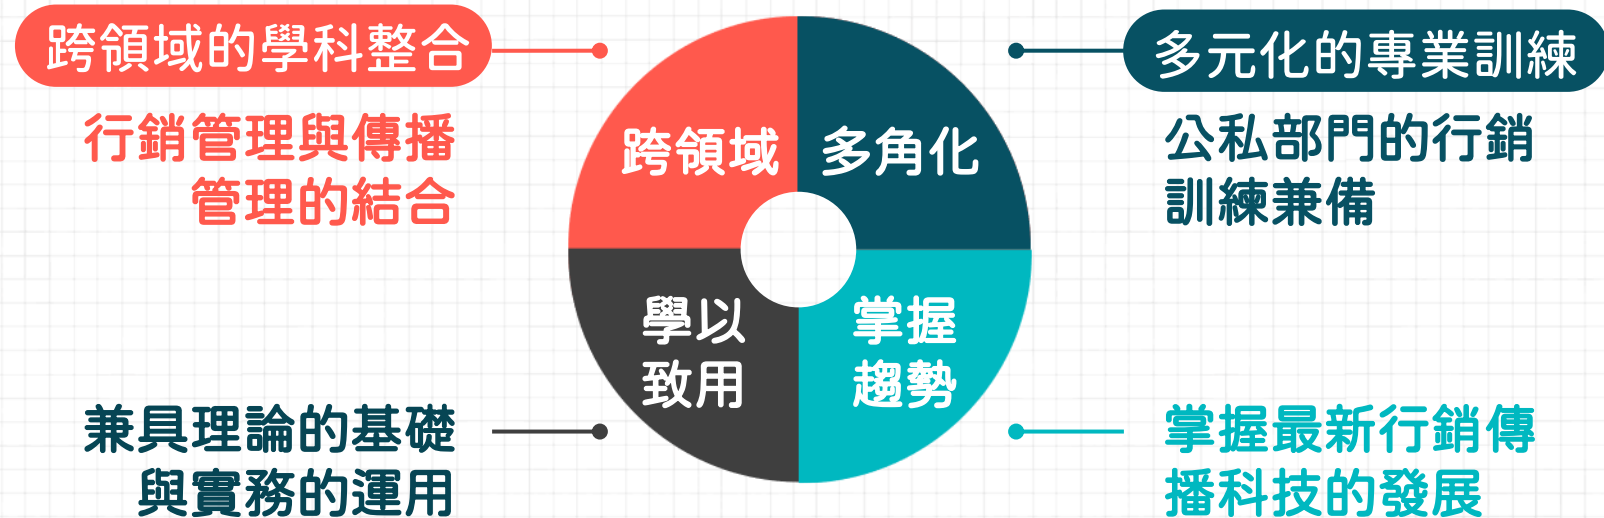 跨領域的學科整合
行銷管理與傳播
管理的結合
跨領域
多角化
多元化的專業訓練
公私部門的行銷
訓練兼備
學以
致用
掌握
趨勢
兼具理論的基礎
與實務的運用
掌握最新行銷傳
播科技的發展